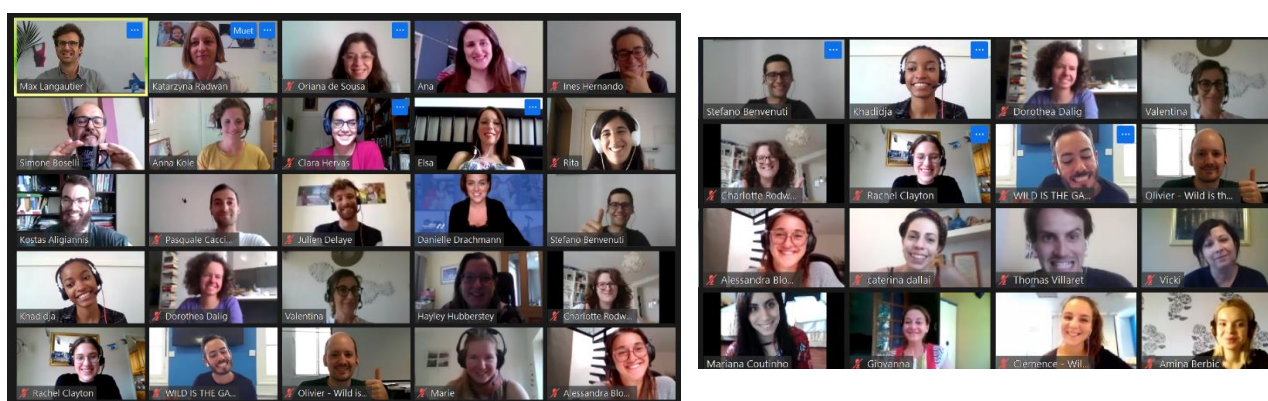 Max Langautier
Katarzyna Radwan
Muet
Oriana de Sousa
Ana
Ines Hernando
Simone Boselli
Anna Kole
Clara Hervas
Elsa
Rita
Kostas Aligiannis
Pasquale Cacci...
Julien Delaye
Danielle Drachmann
Stefano Benvenuti
Khadidja
Dorothea Dalig
Valentina
Hayley Hubberstey
Charlotte Rodw...
Rachel Clayton
WILD IS THE GA...
Olivier - Wild is...
Marie
Alessandra Blo...
Stefano Benvenuti
Khadidja
Dorothea Dalig
Valentina
Charlotte Rodw...
Rachel Clayton
WILD IS THE GA...
Olivier - Wild is th...
Alessandra Blo...
caterina dallai
Thomas Villaret
Vicki
Mariana Coutinho
Giovanna
Clemence - Wil...
Amina Berbic